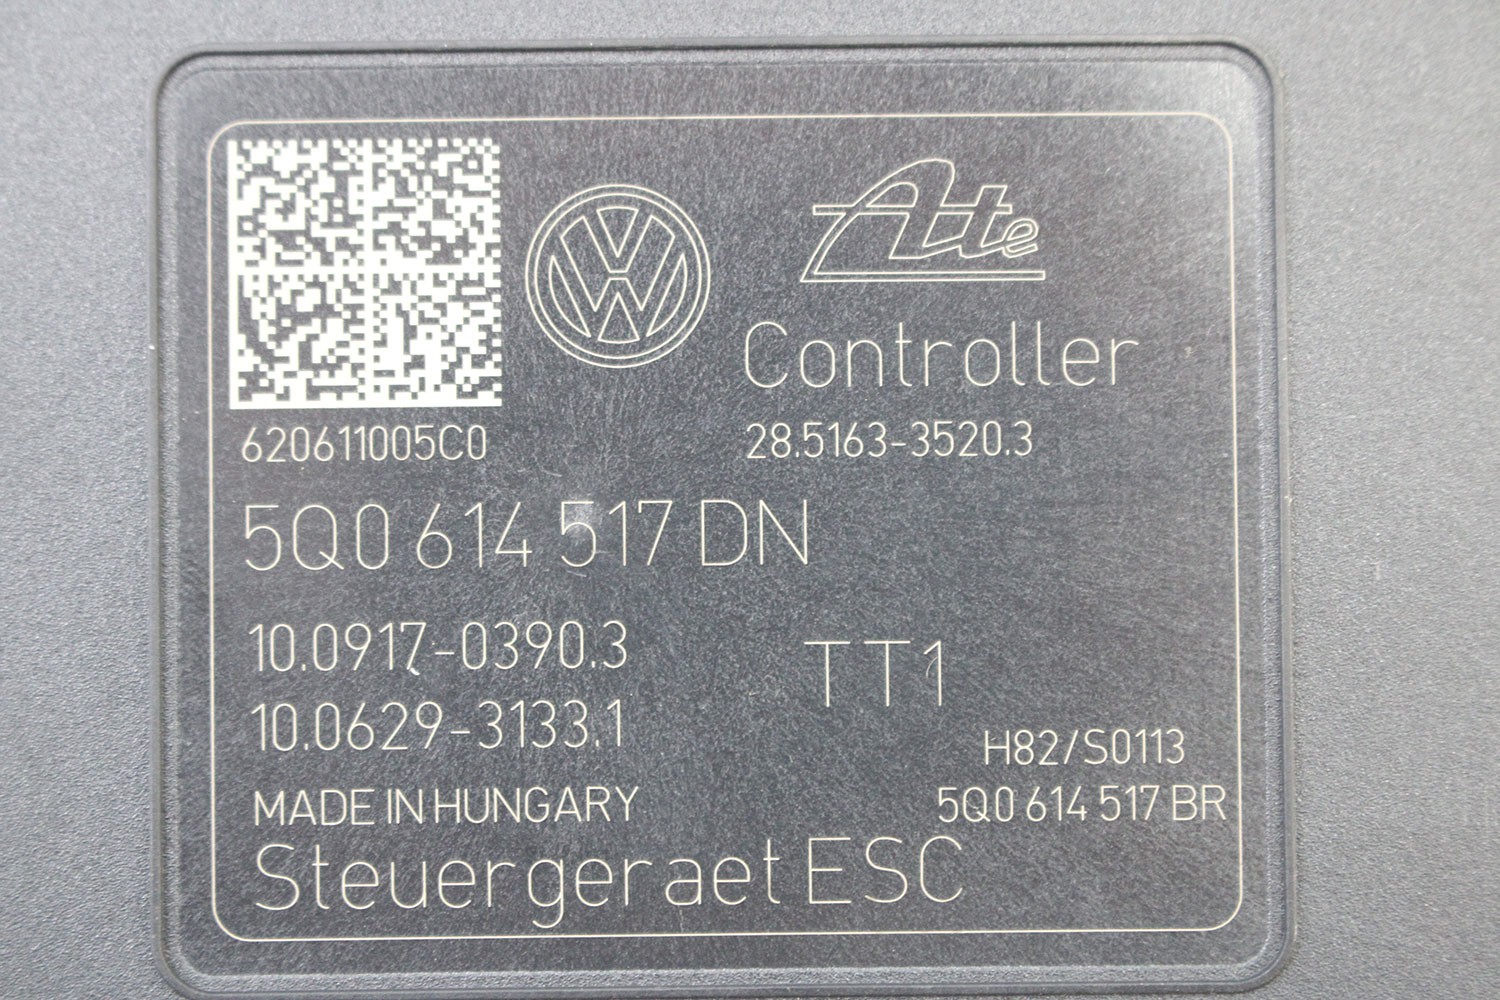 Ate
Controller
620611005C0
28.5163-3520.3
5Q0 614 517 DN
10.0917-0390.3
TT1
10.0629-3133.1
H82/S0113
MADE IN HUNGARY
5Q0 614 517 BR
Steuergeraet ESC